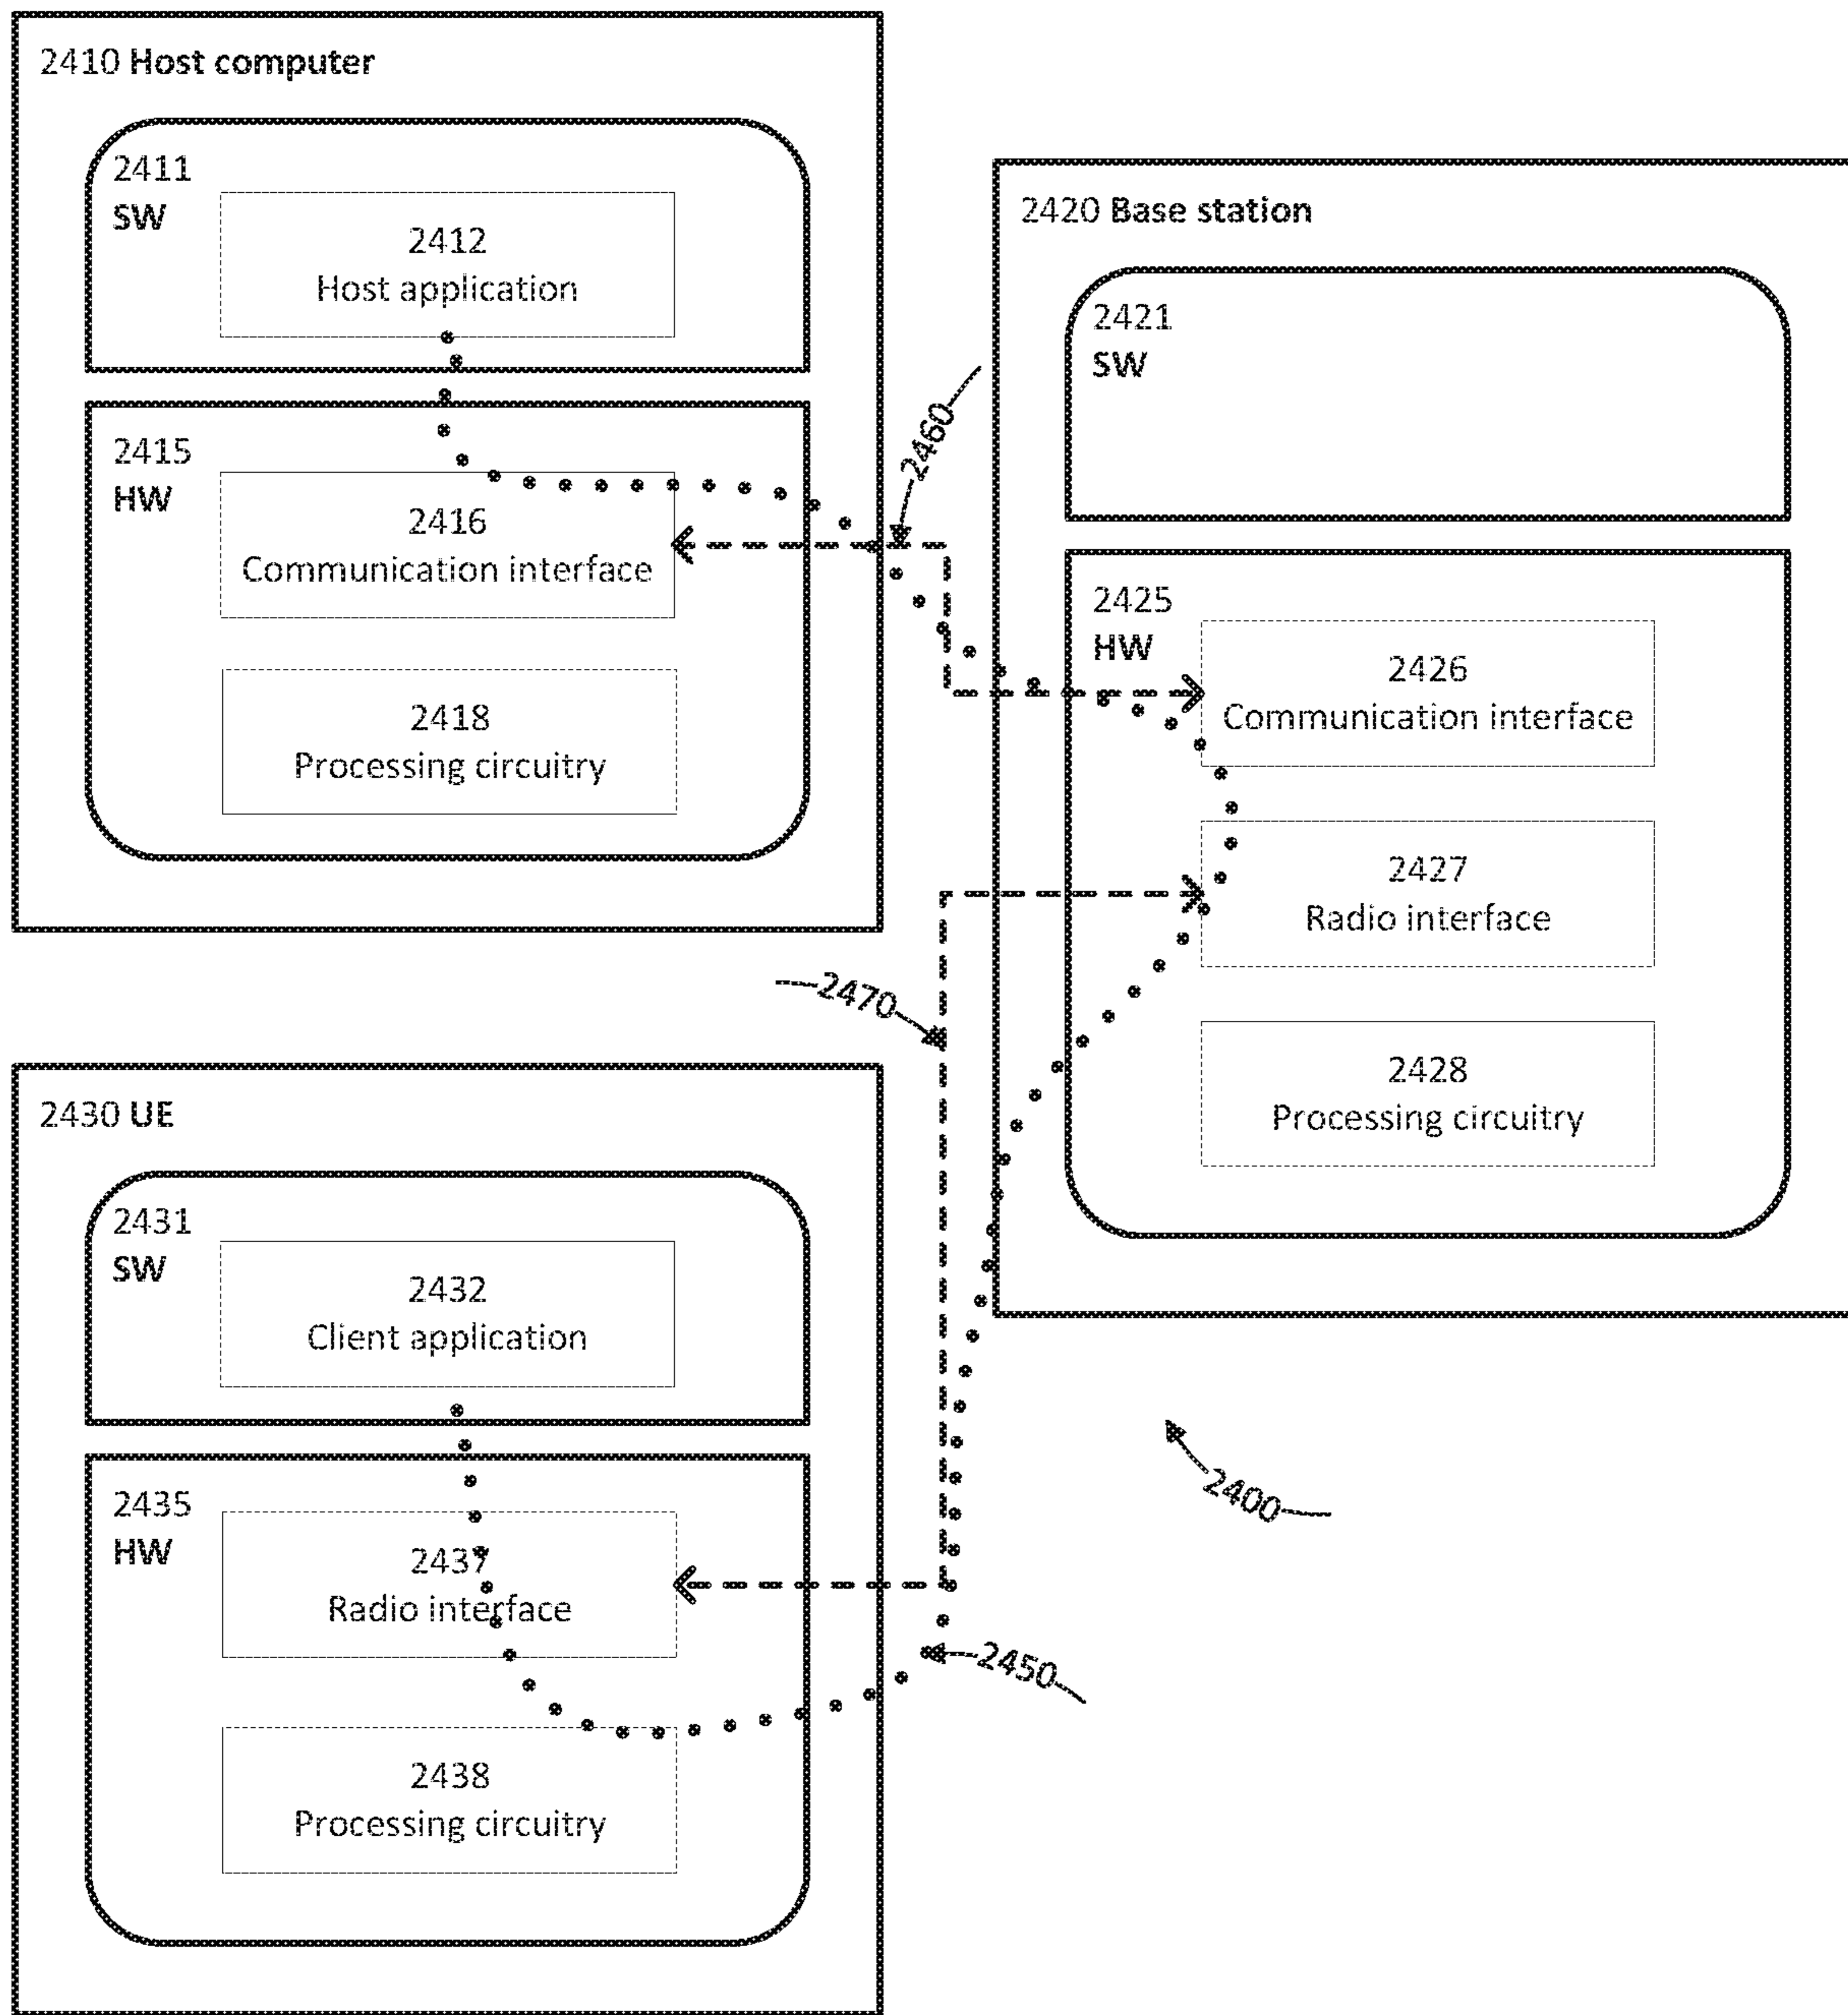 2410 Host computer
2411
SW
2412
Host application
2415
HW
2416
Communication interface
2418
Processing circuitry
2460
2420 Base station
2421
SW
2425
HW
2426
Communication interface
2427
Radio interface
2428
Processing circuitry
2470
2430 UE
2431
SW
2432
Client application
2435
HW
2437
Radio interface
2438
Processing circuitry
2450
2400